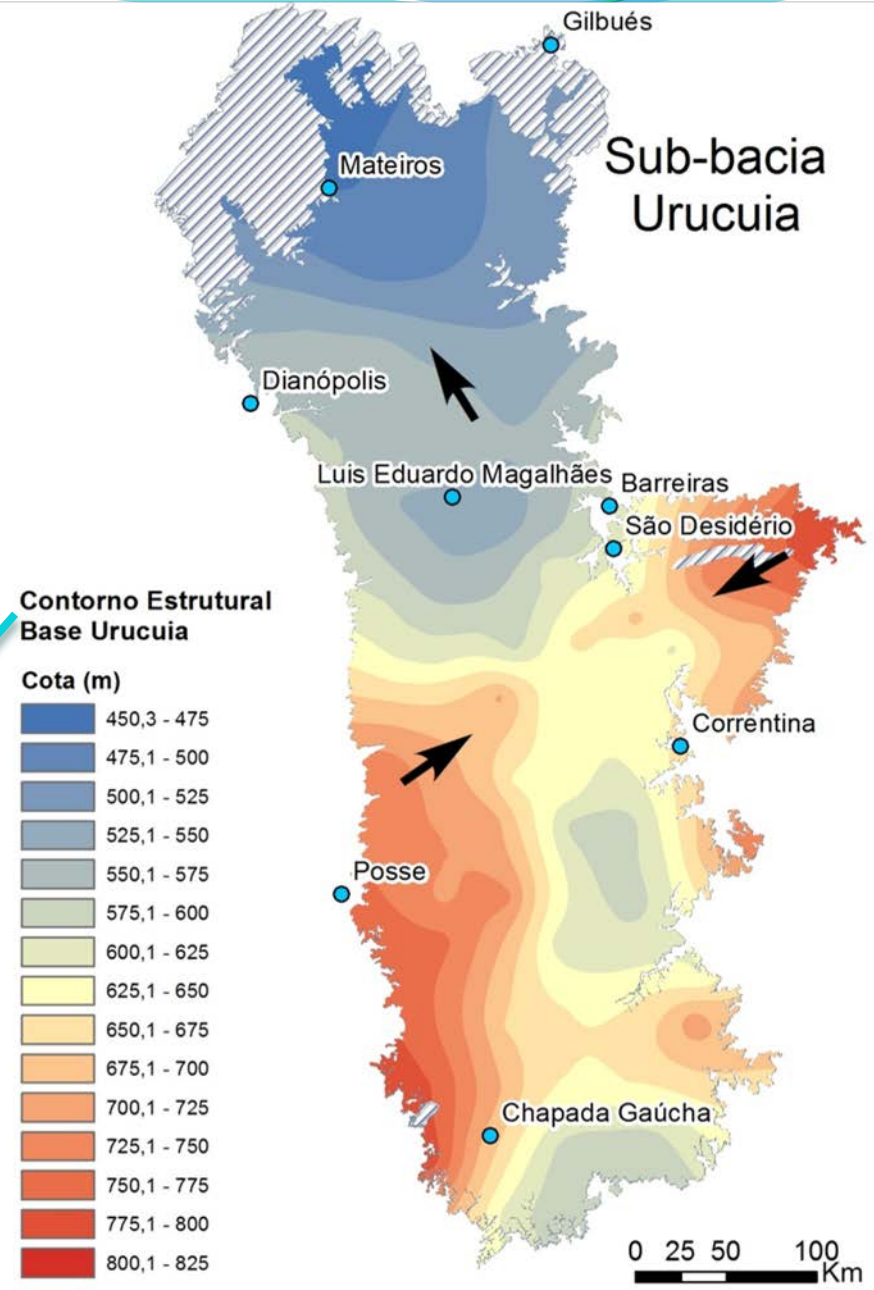 Gilbués
Sub-bacia
Urucuia
Mateiros
Dianópolis
Luis Eduardo Magalhães
Barreiras
São Desidério
Contorno Estrutural
Base Urucuia
Cota (m)
450,3 - 475
475,1 - 500
500,1 - 525
525,1 - 550
550,1 - 575
575,1 - 600
600,1 - 625
625,1 - 650
650,1 - 675
675,1 - 700
700,1 - 725
725,1 - 750
750,1 - 775
775,1 - 800
800,1 - 825
Correntina
Posse
Chapada Gaúcha
0 25 50 100
Km